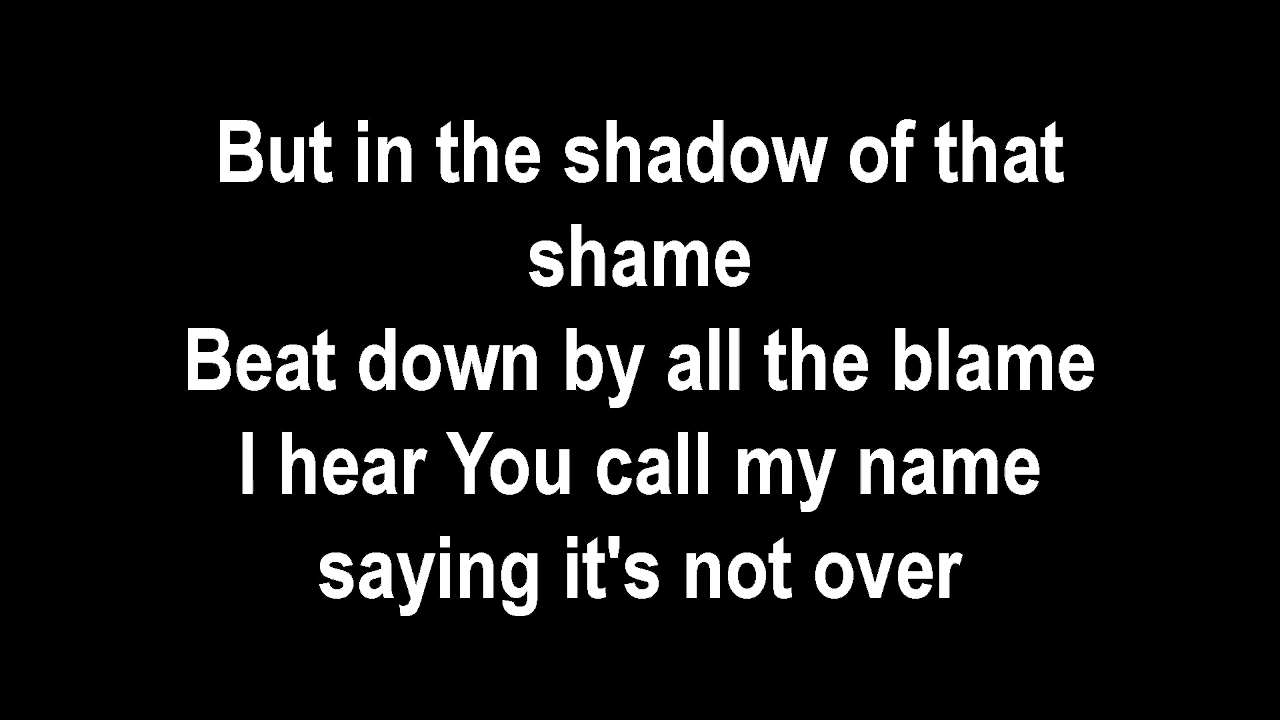 But in the shadow of that
shame
Beat down by all the blame
I hear You call my name
saying it's not over